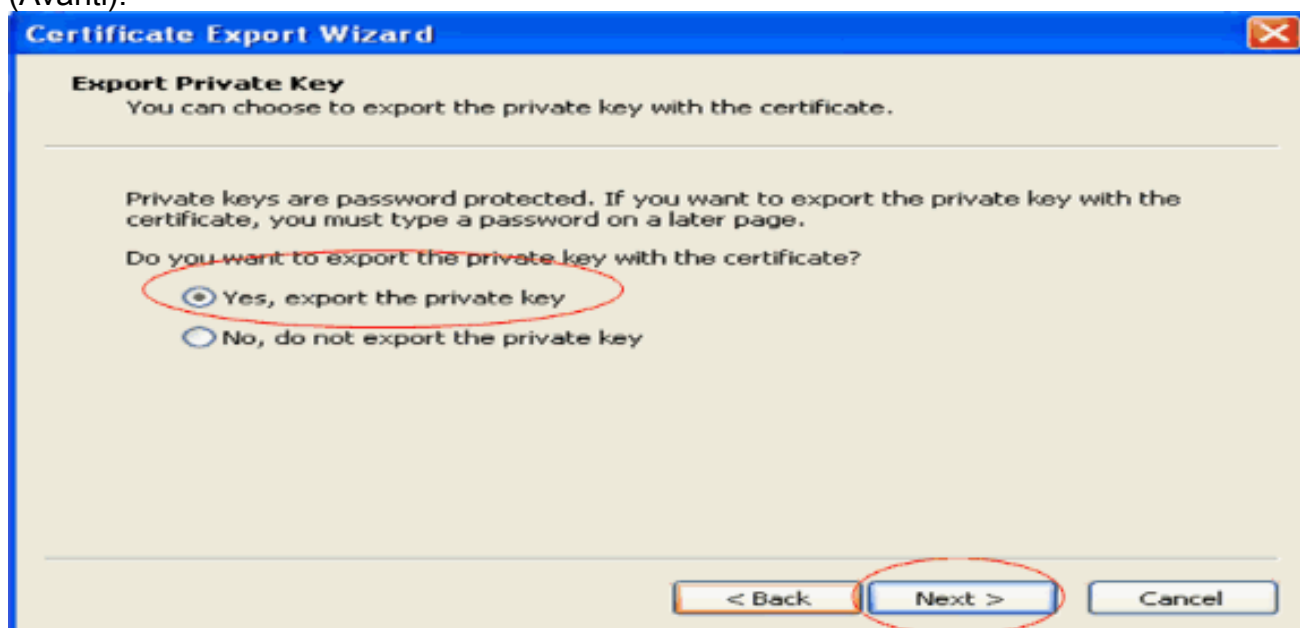 (Avanti).
Certificate Export Wizard
Export Private Key
You can choose to export the private key with the certificate.
Private keys are password protected. If you want to export the private key with the
certificate, you must type a password on a later page.
Do you want to export the private key with the certificate?
Yes, export the private key
No, do not export the private key
< Back
Next >
Cancel